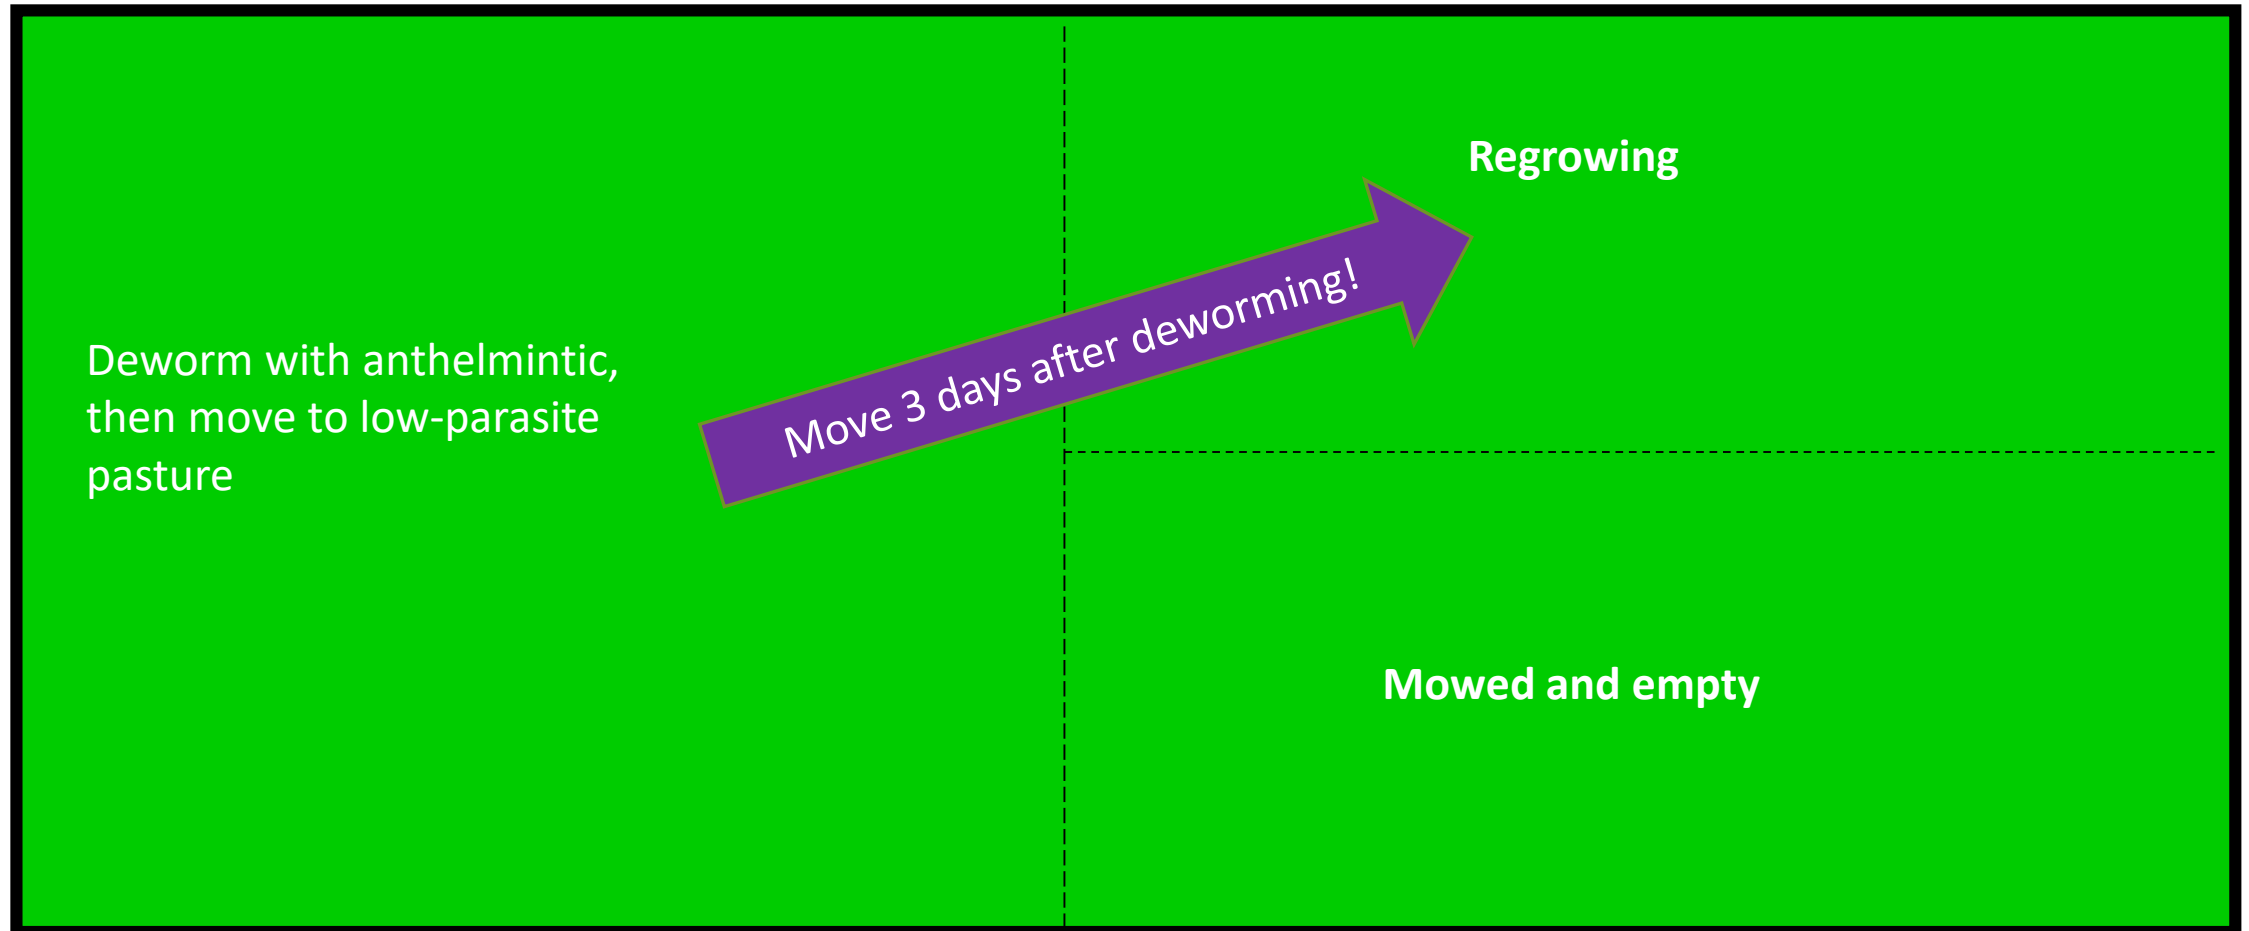 Regrowing
Move 3 days after deworming!
Deworm with anthelmintic,
then move to low-parasite
pasture
Mowed and empty